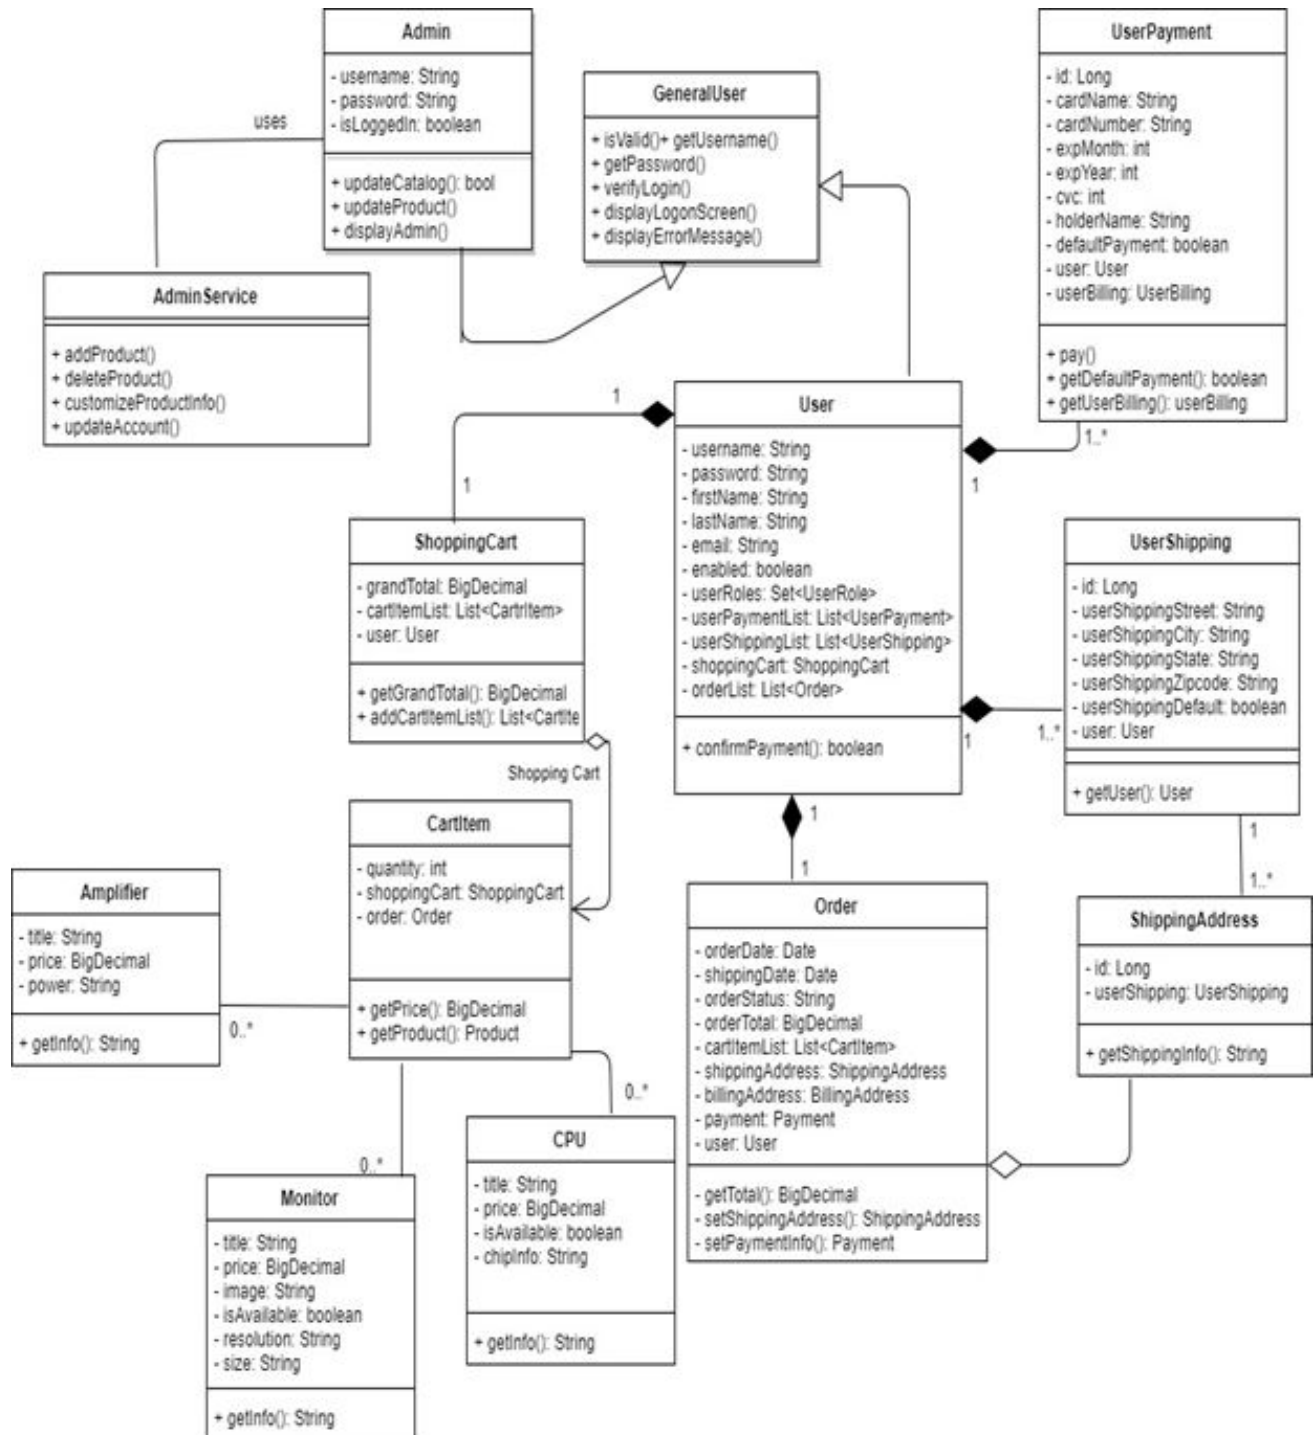 Admin
- username: String
- password: String
- isLoggedIn: boolean
+ updateCatalog(): bool
+ updateProduct()
+ displayAdmin()
uses
GeneralUser
+ isValid()+ getUsername()
+ getPassword()
+ verifyLogin()
+ displayLogonScreen()
+ displayErrorMessage()
UserPayment
- id: Long
- cardName: String
- cardNumber: String
- expMonth: int
- expYear: int
- cvc: int
- holderName: String
- defaultPayment: boolean
- user: User
- userBilling: UserBilling
+ pay()
+ getDefaultPayment(): boolean
+ getUserBilling(): userBilling
AdminService
+ addProduct()
+ deleteProduct()
+ customizeProductInfo()
+ updateAccount()
1
1
User
- username: String
- password: String
- firstName: String
- lastName: String
- email: String
- enabled: boolean
- userRoles: Set<UserRole>
- userPaymentList: List<UserPayment>
- userShippingList: List<UserShipping>
- shoppingCart: ShoppingCart
- orderList: List<Order>
+ confirmPayment(): boolean
1..*
1
ShoppingCart
- grandTotal: BigDecimal
- cartItemList: List<CartrItem>
- user: User
+ getGrandTotal(): BigDecimal
+ addCartItemList(): List<CartIte
Shopping Cart
UserShipping
- id: Long
- userShippingStreet: String
- userShippingCity: String
- userShippingState: String
- userShippingZipcode: String
- userShippingDefault: boolean
- user: User
+ getUser(): User
1
1..*
1
1
1
1..*
CartItem
- quantity: int
- shoppingCart: ShoppingCart
- order: Order
+ getPrice(): BigDecimal
+ getProduct(): Product
Amplifier
- title: String
- price: BigDecimal
- power: String
+ getInfo(): String
0..*
0..*
0..*
Order
- orderDate: Date
- shippingDate: Date
- orderStatus: String
- orderTotal: BigDecimal
- cartItemList: List<CartItem>
- shippingAddress: ShippingAddress
- billingAddress: BillingAddress
- payment: Payment
- user: User
- getTotal(): BigDecimal
- setShippingAddress(): ShippingAddress
- setPaymentInfo(): Payment
ShippingAddress
- id: Long
- userShipping: UserShipping
+ getShippingInfo(): String
CPU
- title: String
- price: BigDecimal
- isAvailable: boolean
- chipInfo: String
+ getInfo(): String
Monitor
- title: String
- price: BigDecimal
- image: String
- isAvailable: boolean
- resolution: String
- size: String
+ getInfo(): String